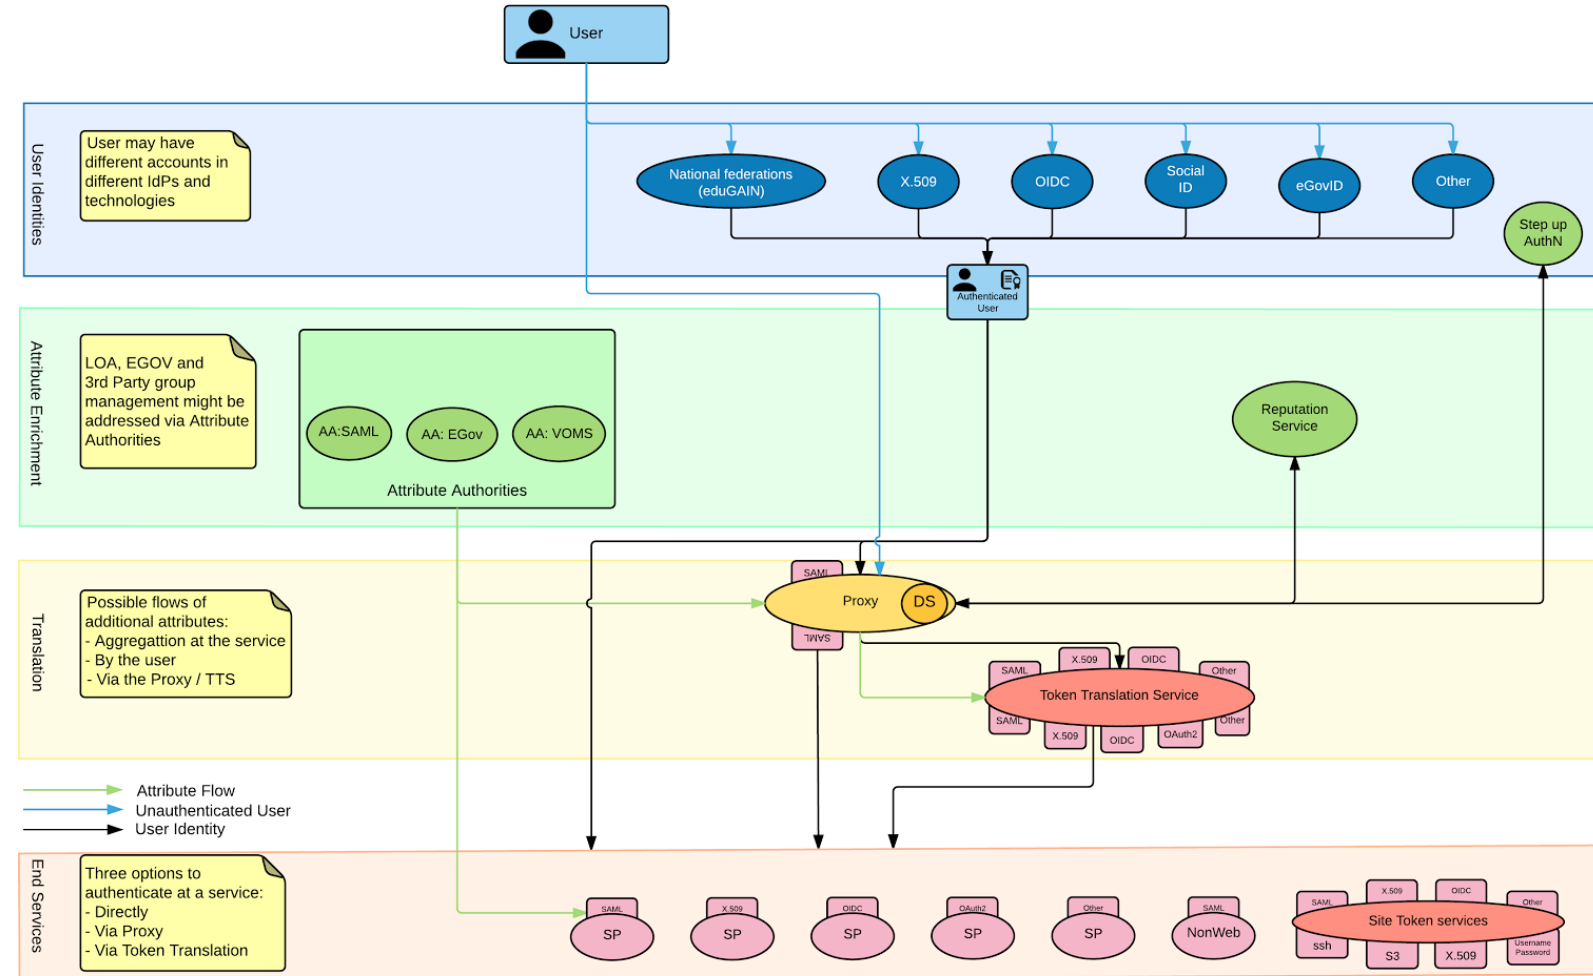 User
User Identities
User may have
different accounts in
different IdPs and
technologies
National federations
(eduGAIN)
X.509
OIDC
Social
ID
eGovID
Other
Step up
AuthN
Authenticated
User
Attribute Enrichment
LOA, EGOV and
3rd Party group
management might be
addressed via Attribute
Authorities
AA:SAML
AA: EGov
AA: VOMS
Attribute Authorities
Reputation
Service
Translation
Possible flows of
additional attributes:
- Aggregattion at the service
- By the user
- Via the Proxy / TTS
SAML
Proxy
DS
SAML
SAML
X.509
OIDC
Other
Token Translation Service
SAML
X.509
OIDC
OAuth2
Other
Attribute Flow
Unauthenticated User
User Identity
End Services
Three options to
authenticate at a service:
- Directly
- Via Proxy
- Via Token Translation
SAML
SP
X.509
SP
OIDC
SP
OAuth2
SP
Other
SP
SAML
NonWeb
SAML
X.509
OIDC
Other
Site Token services
ssh
S3
X.509
Username
Password